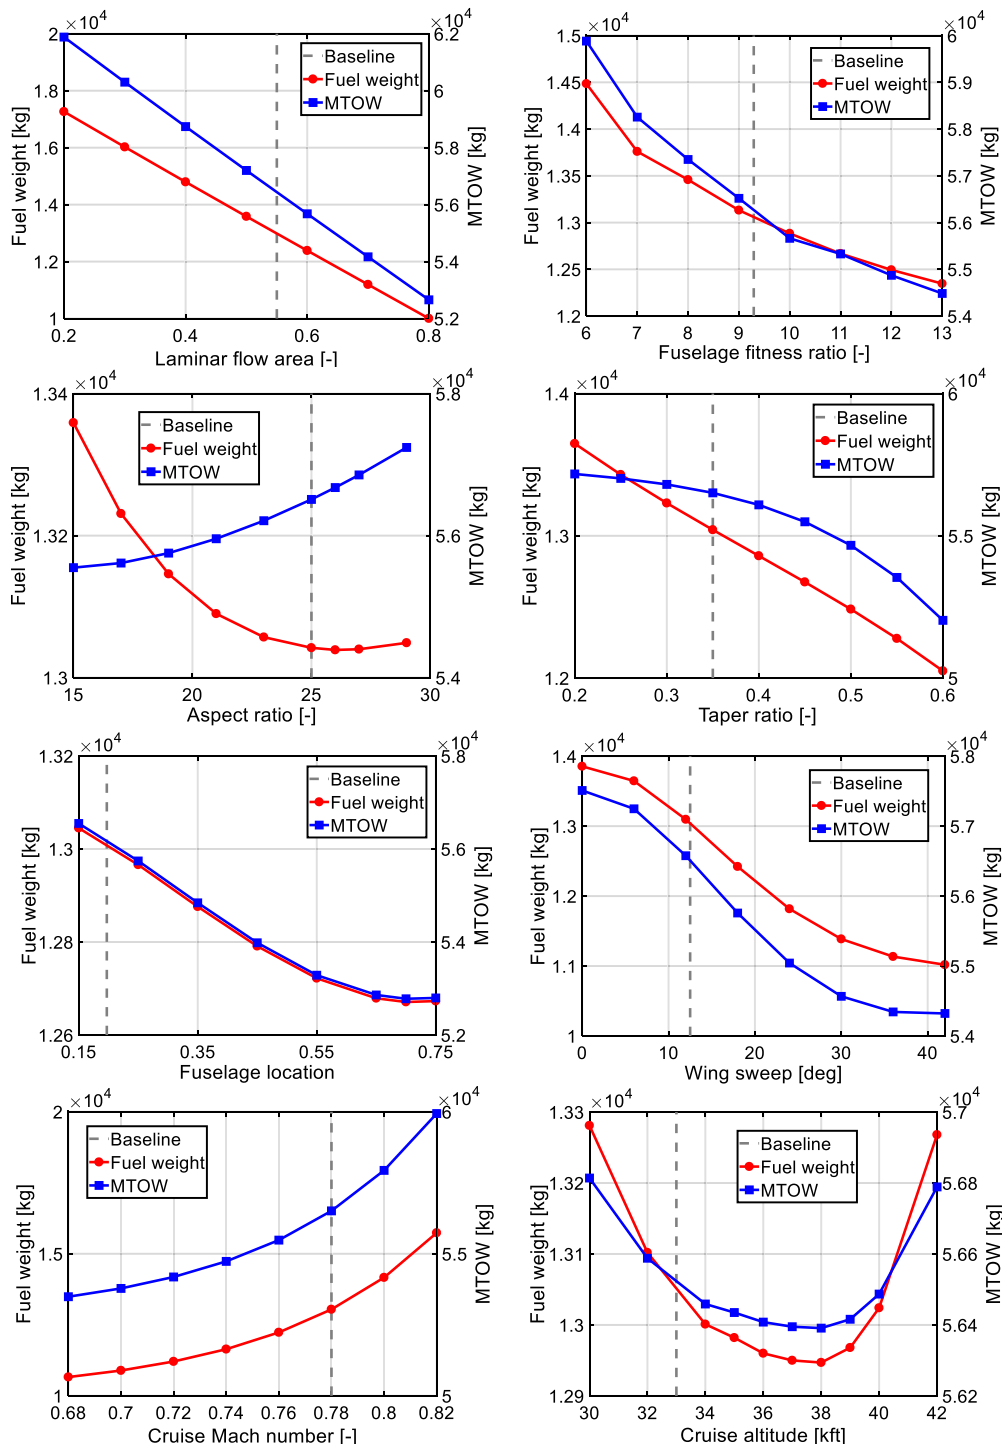 ×10⁴ ×10⁴
2 1.8 1.6 1.4 1.2 1
6.2 6 5.8 5.6 5.4 5.2
Fuel weight [kg]
MTOW [kg]
Baseline
Fuel weight
MTOW
0.2 0.4 0.6 0.8
Laminar flow area [-]
×10⁴ ×10⁴
1.5 1.45 1.4 1.35 1.3 1.25 1.2
6 5.9 5.8 5.7 5.6 5.5 5.4
Fuel weight [kg]
MTOW [kg]
Baseline
Fuel weight
MTOW
6 7 8 9 10 11 12 13
Fuselage fitness ratio [-]
×10⁴ ×10⁴
1.34 1.32 1.3
5.8 5.6 5.4
Fuel weight [kg]
MTOW [kg]
Baseline
Fuel weight
MTOW
15 20 25 30
Aspect ratio [-]
×10⁴ ×10⁴
1.4 1.3 1.2
6 5.5 5
Fuel weight [kg]
MTOW [kg]
Baseline
Fuel weight
MTOW
0.2 0.3 0.4 0.5 0.6
Taper ratio [-]
×10⁴ ×10⁴
1.32 1.3 1.28 1.26
5.8 5.6 5.4 5.2
Fuel weight [kg]
MTOW [kg]
Baseline
Fuel weight
MTOW
0.15 0.35 0.55 0.75
Fuselage location
×10⁴ ×10⁴
1.4 1.3 1.2 1.1 1
5.8 5.7 5.6 5.5 5.4
Fuel weight [kg]
MTOW [kg]
Baseline
Fuel weight
MTOW
0 10 20 30 40
Wing sweep [deg]
×10⁴ ×10⁴
2 1.5 1
6 5.5 5
Fuel weight [kg]
MTOW [kg]
Baseline
Fuel weight
MTOW
0.68 0.7 0.72 0.74 0.76 0.78 0.8 0.82
Cruise Mach number [-]
×10⁴ ×10⁴
1.33 1.32 1.31 1.3 1.29
5.7 5.68 5.66 5.64 5.62
Fuel weight [kg]
MTOW [kg]
Baseline
Fuel weight
MTOW
30 32 34 36 38 40 42
Cruise altitude [kft]